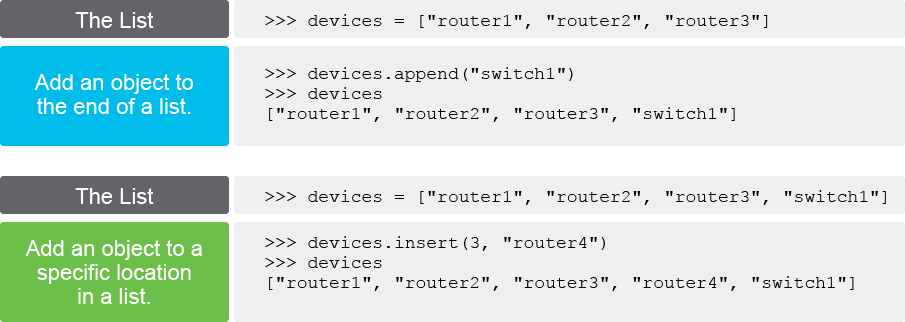 The List
>>> devices = ["router1", "router2", "router3"]
Add an object to
the end of a list.
>>> devices.append("switch1")
>>> devices
["router1", "router2", "router3", "switch1"]
The List
>>> devices = ["router1", "router2", "router3", "switch1"]
Add an object to a
specific location
in a list.
>>> devices.insert(3, "router4")
>>> devices
["router1", "router2", "router3", "router4", "switch1"]